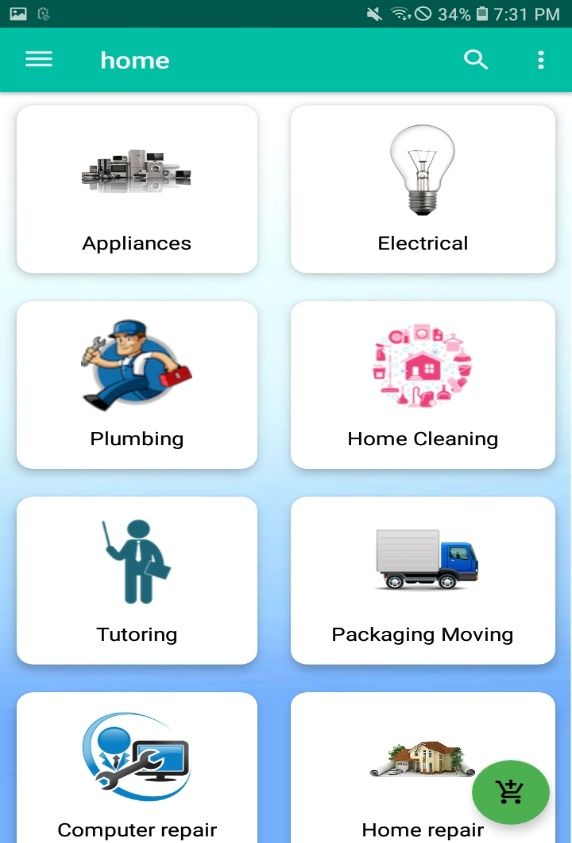 34% 7:31 PM
home
Appliances
Electrical
Plumbing
Home Cleaning
Tutoring
Packaging Moving
Computer repair
Home repair